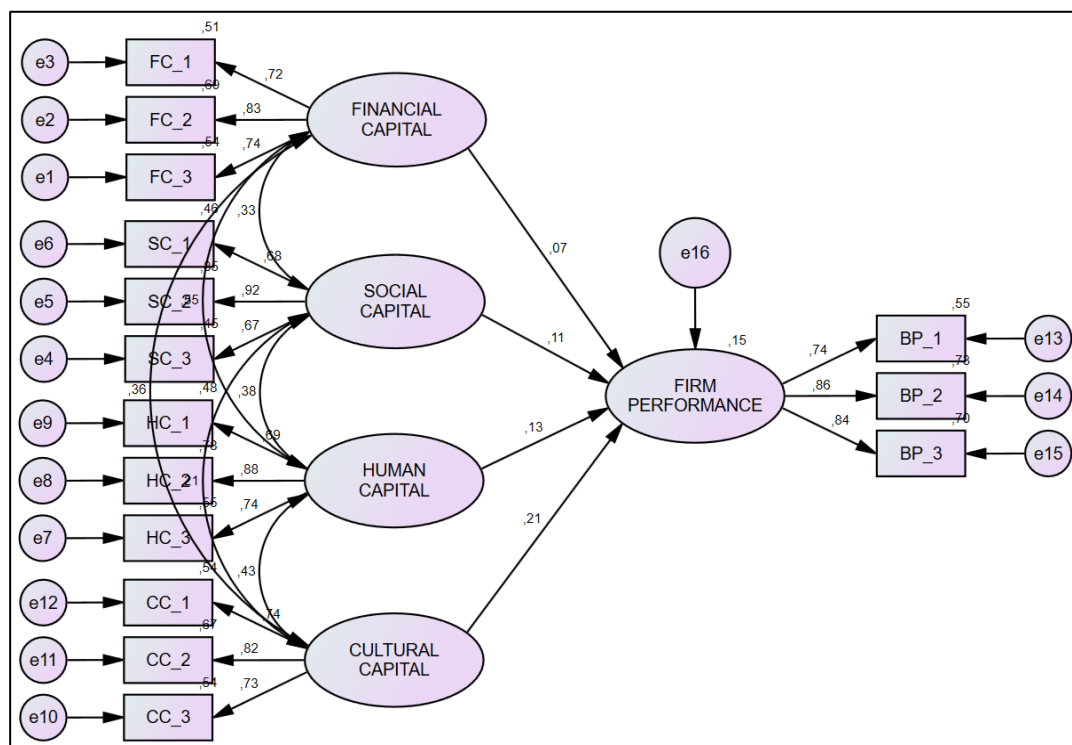 ,51
e3
FC_1
,72
,69
e2
FC_2
,83
FINANCIAL
CAPITAL
,54
e1
FC_3
,74
,46
,33
e6
SC_1
,68
,85
e5
SC_2
,55
,92
SOCIAL
CAPITAL
,45
e4
SC_3
,67
,36
,48
,38
e9
HC_1
,69
,78
e8
HC_2
,21
,88
HUMAN
CAPITAL
,55
e7
HC_3
,74
,54
,43
e12
CC_1
,74
,67
e11
CC_2
,82
CULTURAL
CAPITAL
,54
e10
CC_3
,73
,07
,11
,13
,21
e16
,15
FIRM
PERFORMANCE
,55
,74
BP_1
e13
,73
,86
BP_2
e14
,70
,84
BP_3
e15